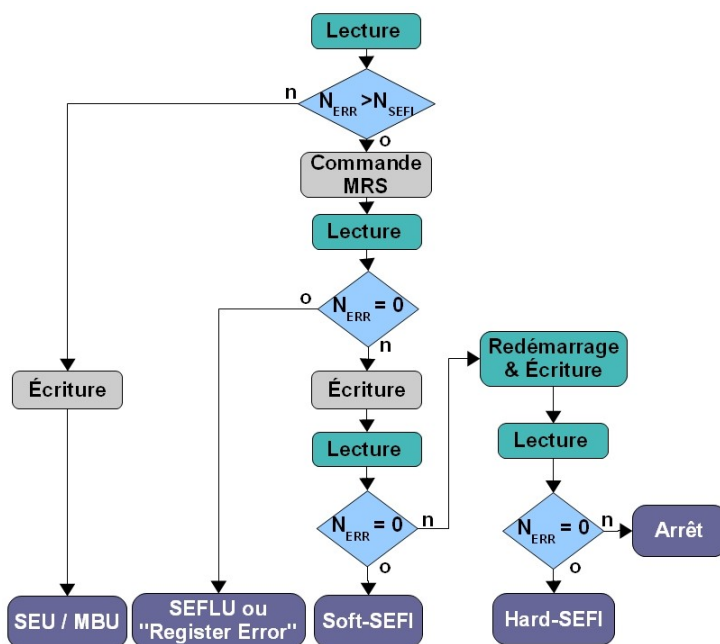 Lecture
n
N_ERR >N_SEFI
o
Commande
MRS
Lecture
o
N_ERR = 0
n
Redémarrage
& Écriture
Écriture
Écriture
Lecture
Lecture
N_ERR = 0
n
N_ERR = 0
n
Arrêt
o
o
SEU / MBU
SEFLU ou
"Register Error"
Soft-SEFI
Hard-SEFI